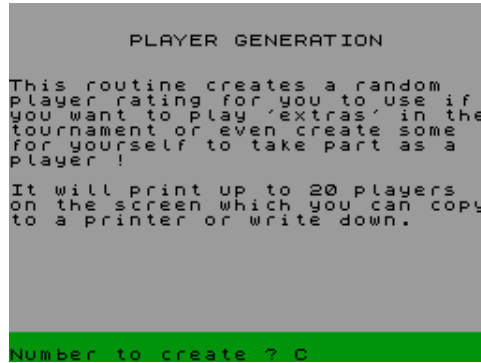 PLAYER GENERATION
This routine creates a random
player rating for you to use if
you want to play 'extras' in the
tournament or even create some
for yourself to take part as a
player !
It will print up to 20 players
on the screen which you can copy
to a printer or write down.
Number to create ? C